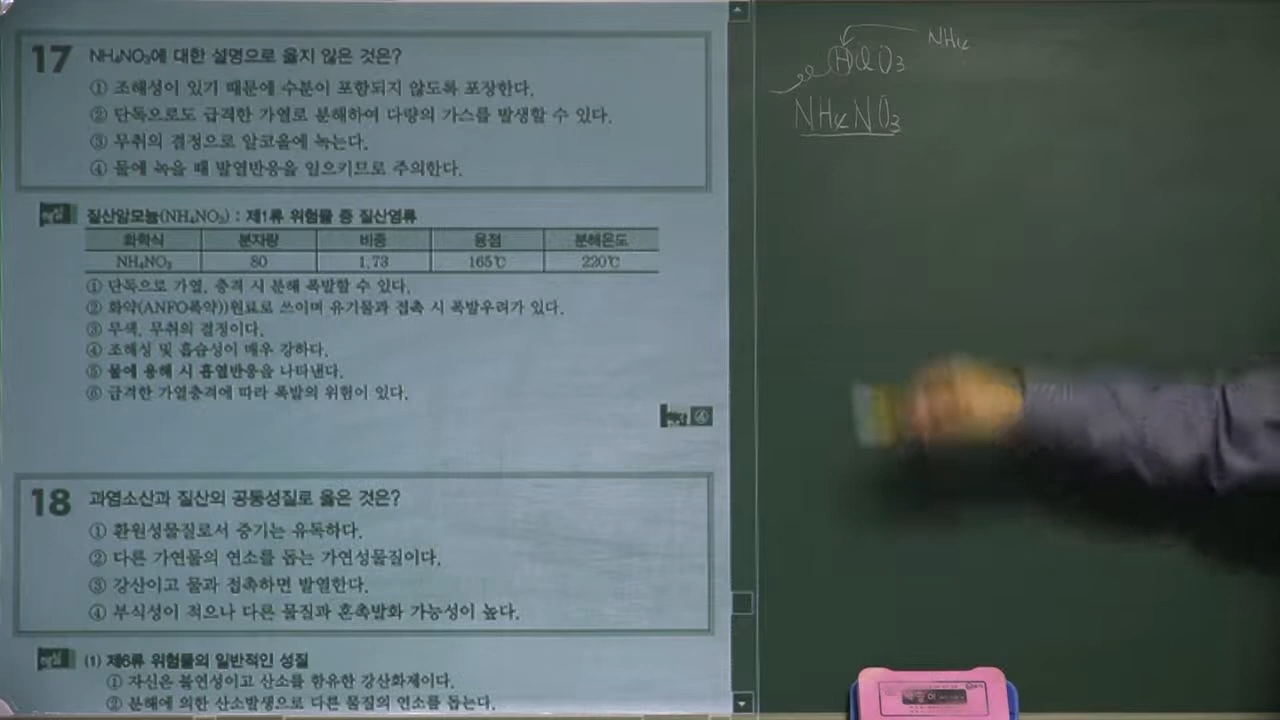 17 NH₄NO₃에 대한 설명으로 옳지 않은 것은?
① 조해성이 있기 때문에 수분이 포함되지 않도록 포장한다.
② 단독으로도 급격한 가열로 분해하여 다량의 가스를 발생할 수 있다.
③ 무취의 결정으로 알코올에 녹는다.
④ 물에 녹을 때 발열반응을 일으키므로 주의한다.
해설 질산암모늄(NH₄NO₃) : 제1류 위험물 중 질산염류
화학식 분자량 비중 융점 분해온도
NH₄NO₃ 80 1.73 165℃ 220℃
① 단독으로 가열, 충격 시 분해 폭발할 수 있다.
② 화약(ANFO폭약))원료로 쓰이며 유기물과 접촉 시 폭발우려가 있다.
③ 무색, 무취의 결정이다.
④ 조해성 및 흡습성이 매우 강하다.
⑤ 물에 용해 시 흡열반응을 나타낸다.
⑥ 급격한 가열충격에 따라 폭발의 위험이 있다.
④
18 과염소산과 질산의 공통성질로 옳은 것은?
① 환원성물질로서 증기는 유독하다.
② 다른 가연물의 연소를 돕는 가연성물질이다.
③ 강산이고 물과 접촉하면 발열한다.
④ 부식성이 적으나 다른 물질과 혼촉발화 가능성이 높다.
해설 (1) 제6류 위험물의 일반적인 성질
① 자신은 불연성이고 산소를 함유한 강산화제이다.
② 분해에 의한 산소발생으로 다른 물질의 연소를 돕는다.
NH₄
NH₄NO₃